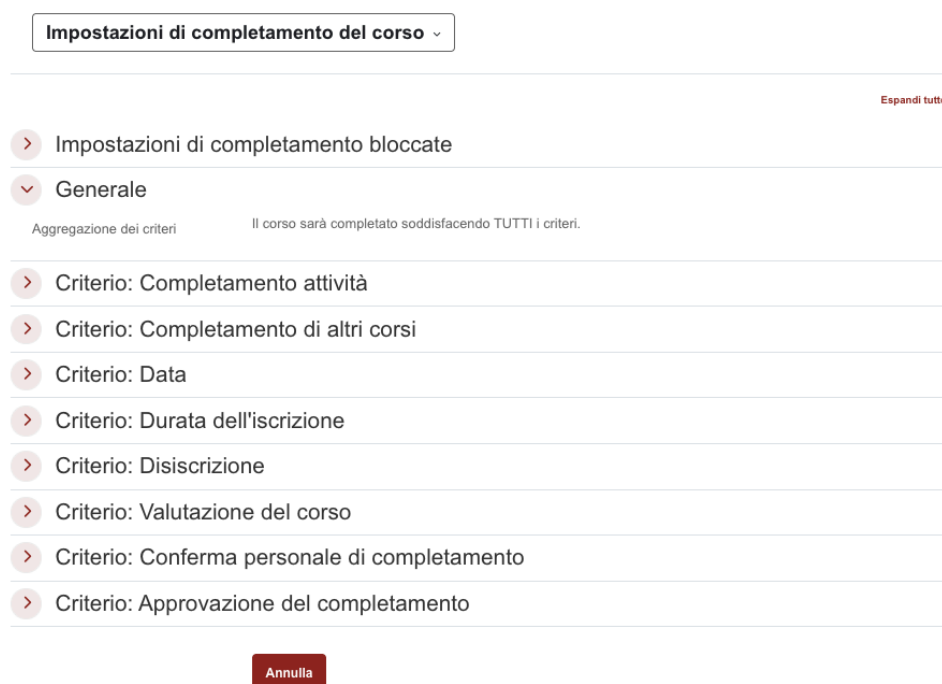 Impostazioni di completamento del corso
Espandi tutto
Impostazioni di completamento bloccate
Generale
Aggregazione dei criteri
Il corso sarà completato soddisfacendo TUTTI i criteri.
Criterio: Completamento attività
Criterio: Completamento di altri corsi
Criterio: Data
Criterio: Durata dell'iscrizione
Criterio: Disiscrizione
Criterio: Valutazione del corso
Criterio: Conferma personale di completamento
Criterio: Approvazione del completamento
Annulla